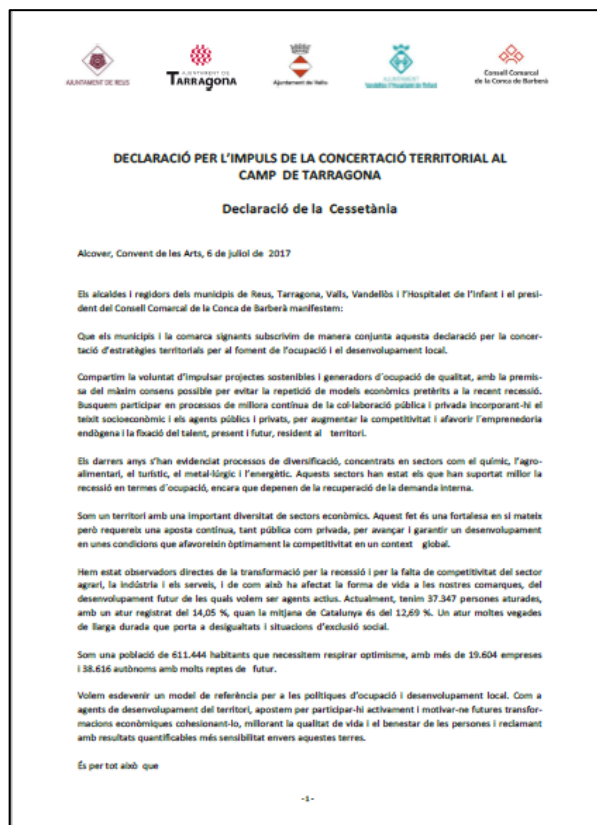 AJUNTAMENT DE REUS
AJUNTAMENT DE
TARRAGONA
Ajuntament de Valls
AJUNTAMENT
Vandellòs i l'Hospitalet de l'Infant
Consell Comarcal
de la Conca de Barberà
DECLARACIÓ PER L'IMPULS DE LA CONCERTACIÓ TERRITORIAL AL
CAMP DE TARRAGONA
Declaració de la Cessetània
Alcover, Convent de les Arts, 6 de juliol de 2017
Els alcaldes i regidors dels municipis de Reus, Tarragona, Valls, Vandellòs i l'Hospitalet de l'Infant i el presi-
dent del Consell Comarcal de la Conca de Barberà manifestem:
Que els municipis i la comarca signants subscrivim de manera conjunta aquesta declaració per la concer-
tació d'estratègies territorials per al foment de l'ocupació i el desenvolupament local.
Compartim la voluntat d'impulsar projectes sostenibles i generadors d´ocupació de qualitat, amb la premis-
sa del màxim consens possible per evitar la repetició de models econòmics pretèrits a la recent recessió.
Busquem participar en processos de millora contínua de la col·laboració pública i privada incorporant-hi el
teixit socioeconòmic i els agents públics i privats, per augmentar la competitivitat i afavorir l'emprenedoria
endògena i la fixació del talent, present i futur, resident al territori.
Els darrers anys s'han evidenciat processos de diversificació, concentrats en sectors com el químic, l'agro-
alimentari, el turístic, el metal·lúrgic i l'energètic. Aquests sectors han estat els que han suportat millor la
recessió en termes d'ocupació, encara que depenen de la recuperació de la demanda interna.
Som un territori amb una important diversitat de sectors econòmics. Aquest fet és una fortalesa en si mateix
però requereix una aposta contínua, tant pública com privada, per avançar i garantir un desenvolupament
en unes condicions que afavoreixin òptimament la competitivitat en un context global.
Hem estat observadors directes de la transformació per la recessió i per la falta de competitivitat del sector
agrari, la indústria i els serveis, i de com això ha afectat la forma de vida a les nostres comarques, del
desenvolupament futur de les quals volem ser agents actius. Actualment, tenim 37.347 persones aturades,
amb un atur registrat del 14,05 %, quan la mitjana de Catalunya és del 12,69 %. Un atur moltes vegades
de llarga durada que porta a desigualtats i situacions d'exclusió social.
Som una població de 611.444 habitants que necessitem respirar optimisme, amb més de 19.604 empreses
i 38.616 autònoms amb molts reptes de futur.
Volem esdevenir un model de referència per a les polítiques d'ocupació i desenvolupament local. Com a
agents de desenvolupament del territori, apostem per participar-hi activament i motivar-ne futures transfor-
macions econòmiques cohesionant-lo, millorant la qualitat de vida i el benestar de les persones i reclamant
amb resultats quantificables més sensibilitat envers aquestes terres.
És per tot això que
-1-